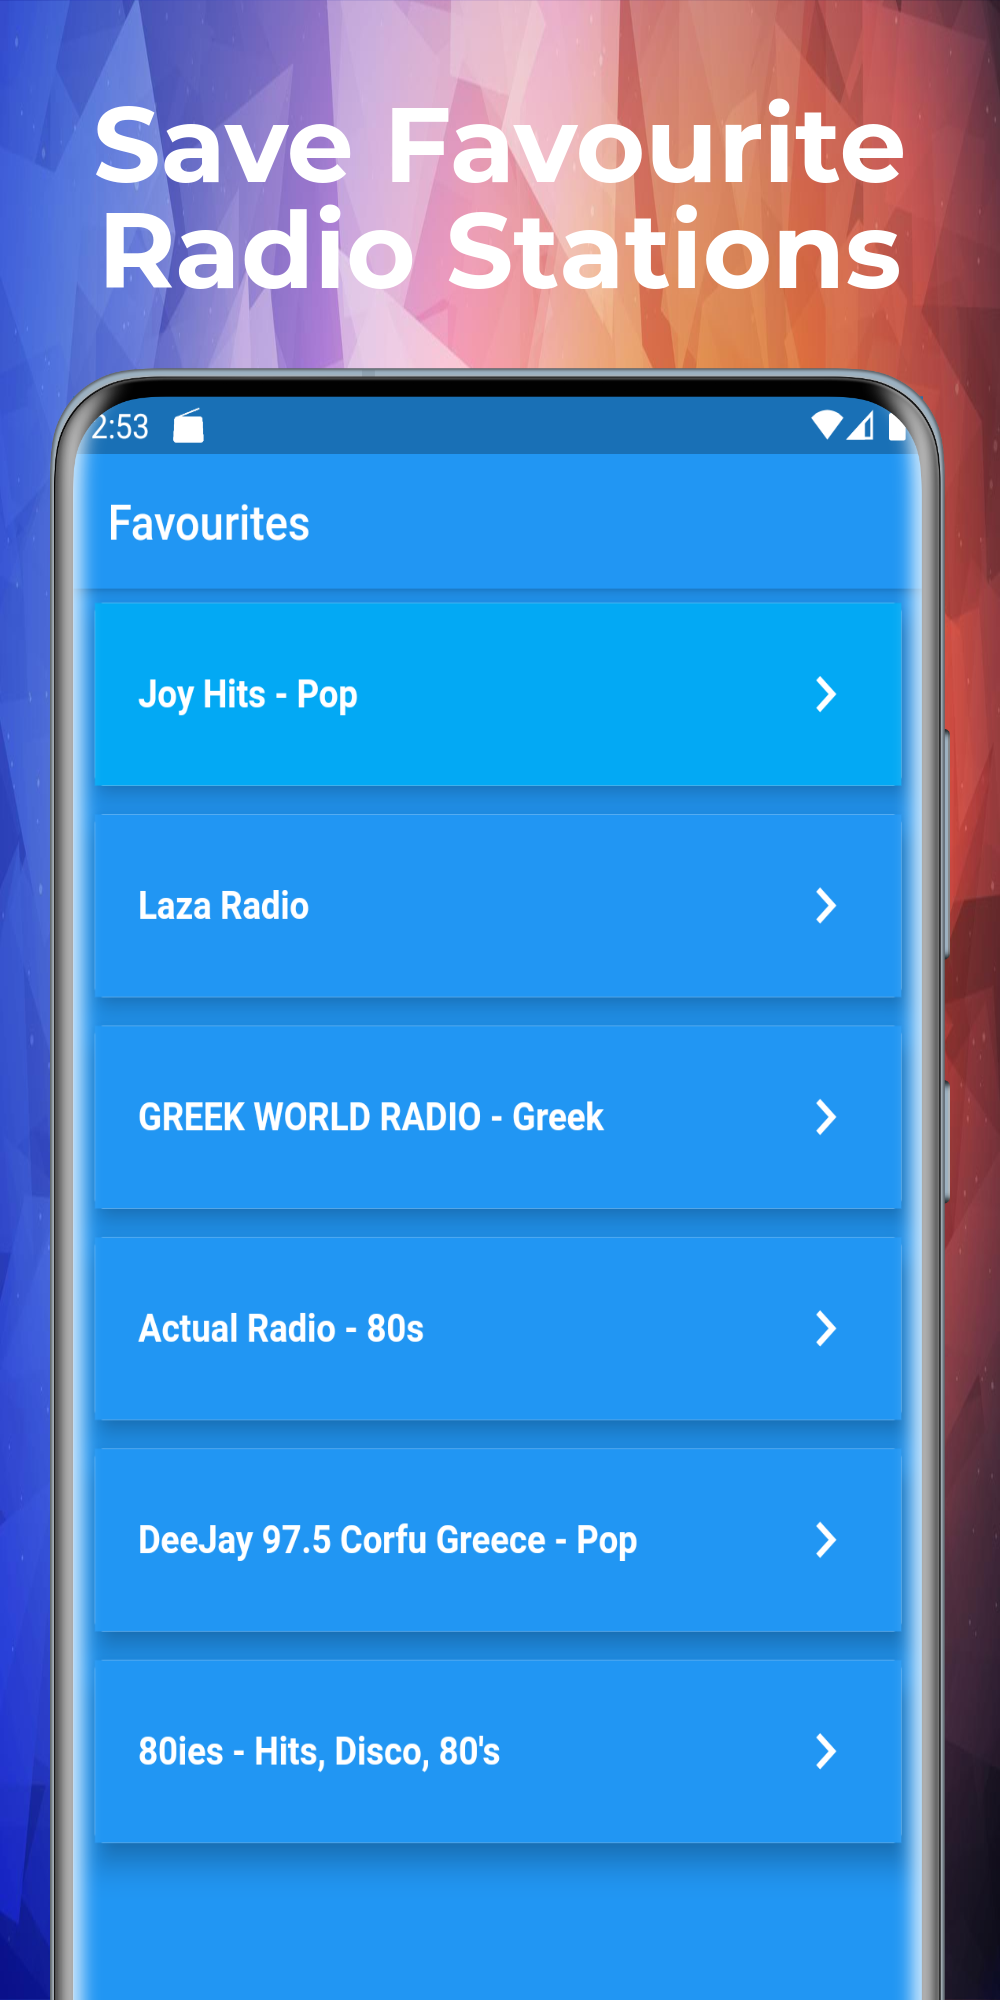 Save Favourite
Radio Stations
2:53
Favourites
Joy Hits - Pop
Laza Radio
GREEK WORLD RADIO - Greek
Actual Radio - 80s
DeeJay 97.5 Corfu Greece - Pop
80ies - Hits, Disco, 80's